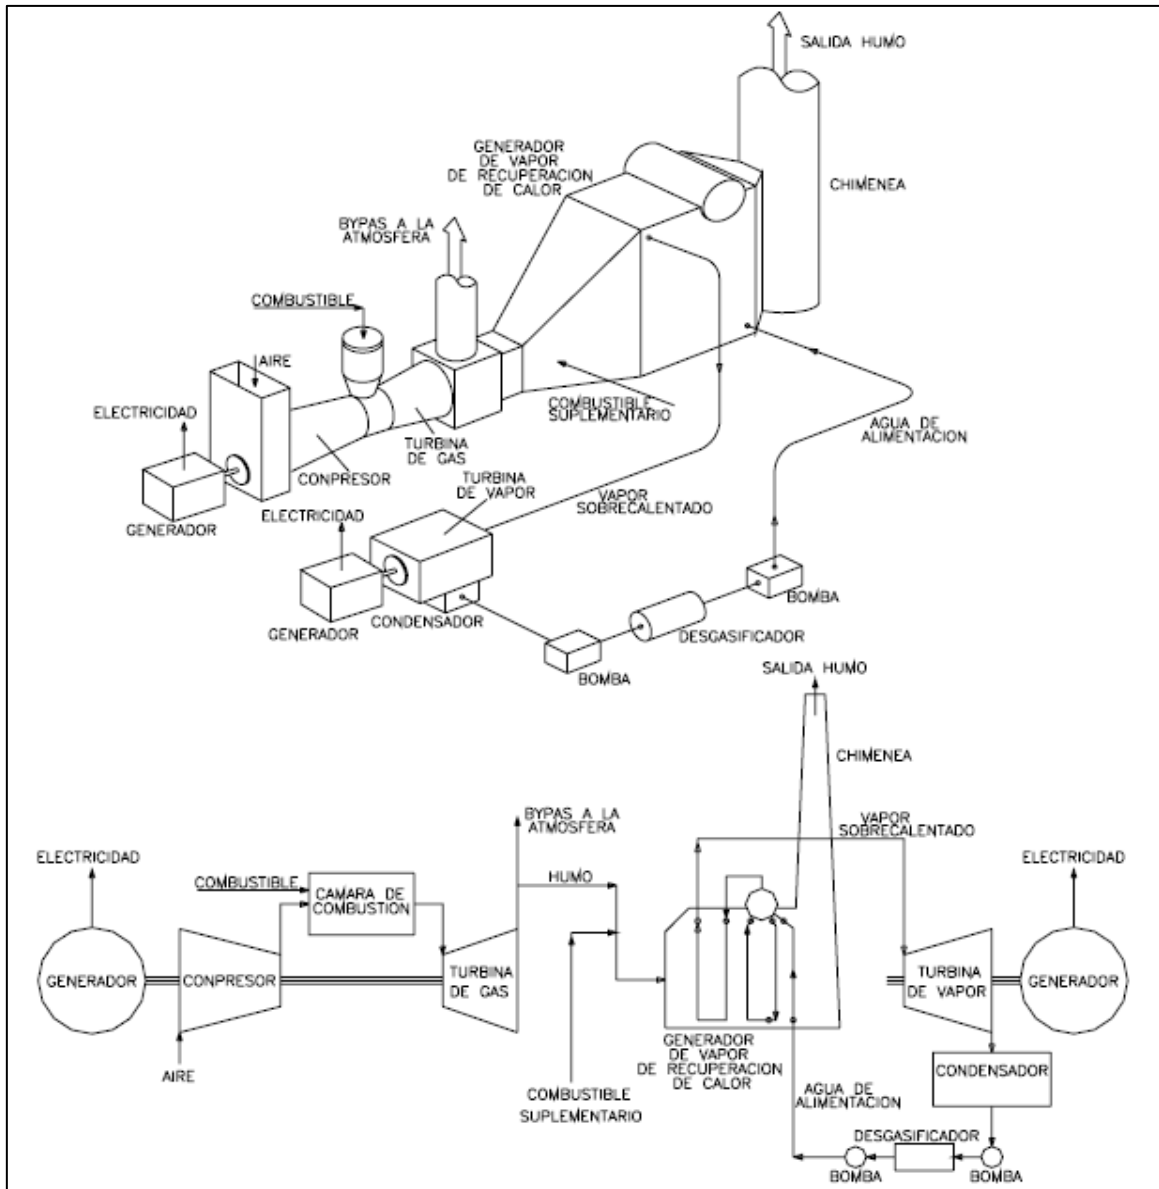 SALIDA HUMO
GENERADOR
DE VAPOR
DE RECUPERACION
DE CALOR
CHIMENEA
BYPAS A LA
ATMOSFERA
COMBUSTIBLE
AIRE
ELECTRICIDAD
COMBUSTIBLE
SUPLEMENTARIO
AGUA DE
ALIMENTACION
TURBINA
DE GAS
CONPRESOR
TURBINA
DE VAPOR
VAPOR
SOBRECALENTADO
GENERADOR
ELECTRICIDAD
BOMBA
GENERADOR
CONDENSADOR
DESGASIFICADOR
BOMBA
SALIDA HUMO
CHIMENEA
BYPAS A LA
ATMOSFERA
VAPOR
SOBRECALENTADO
ELECTRICIDAD
ELECTRICIDAD
COMBUSTIBLE
CAMARA DE
COMBUSTION
HUMO
GENERADOR
CONPRESOR
TURBINA
DE GAS
TURBINA
DE VAPOR
GENERADOR
AIRE
GENERADOR
DE VAPOR
DE RECUPERACION
DE CALOR
CONDENSADOR
COMBUSTIBLE
SUPLEMENTARIO
AGUA DE
ALIMENTACION
DESGASIFICADOR
BOMBA
BOMBA